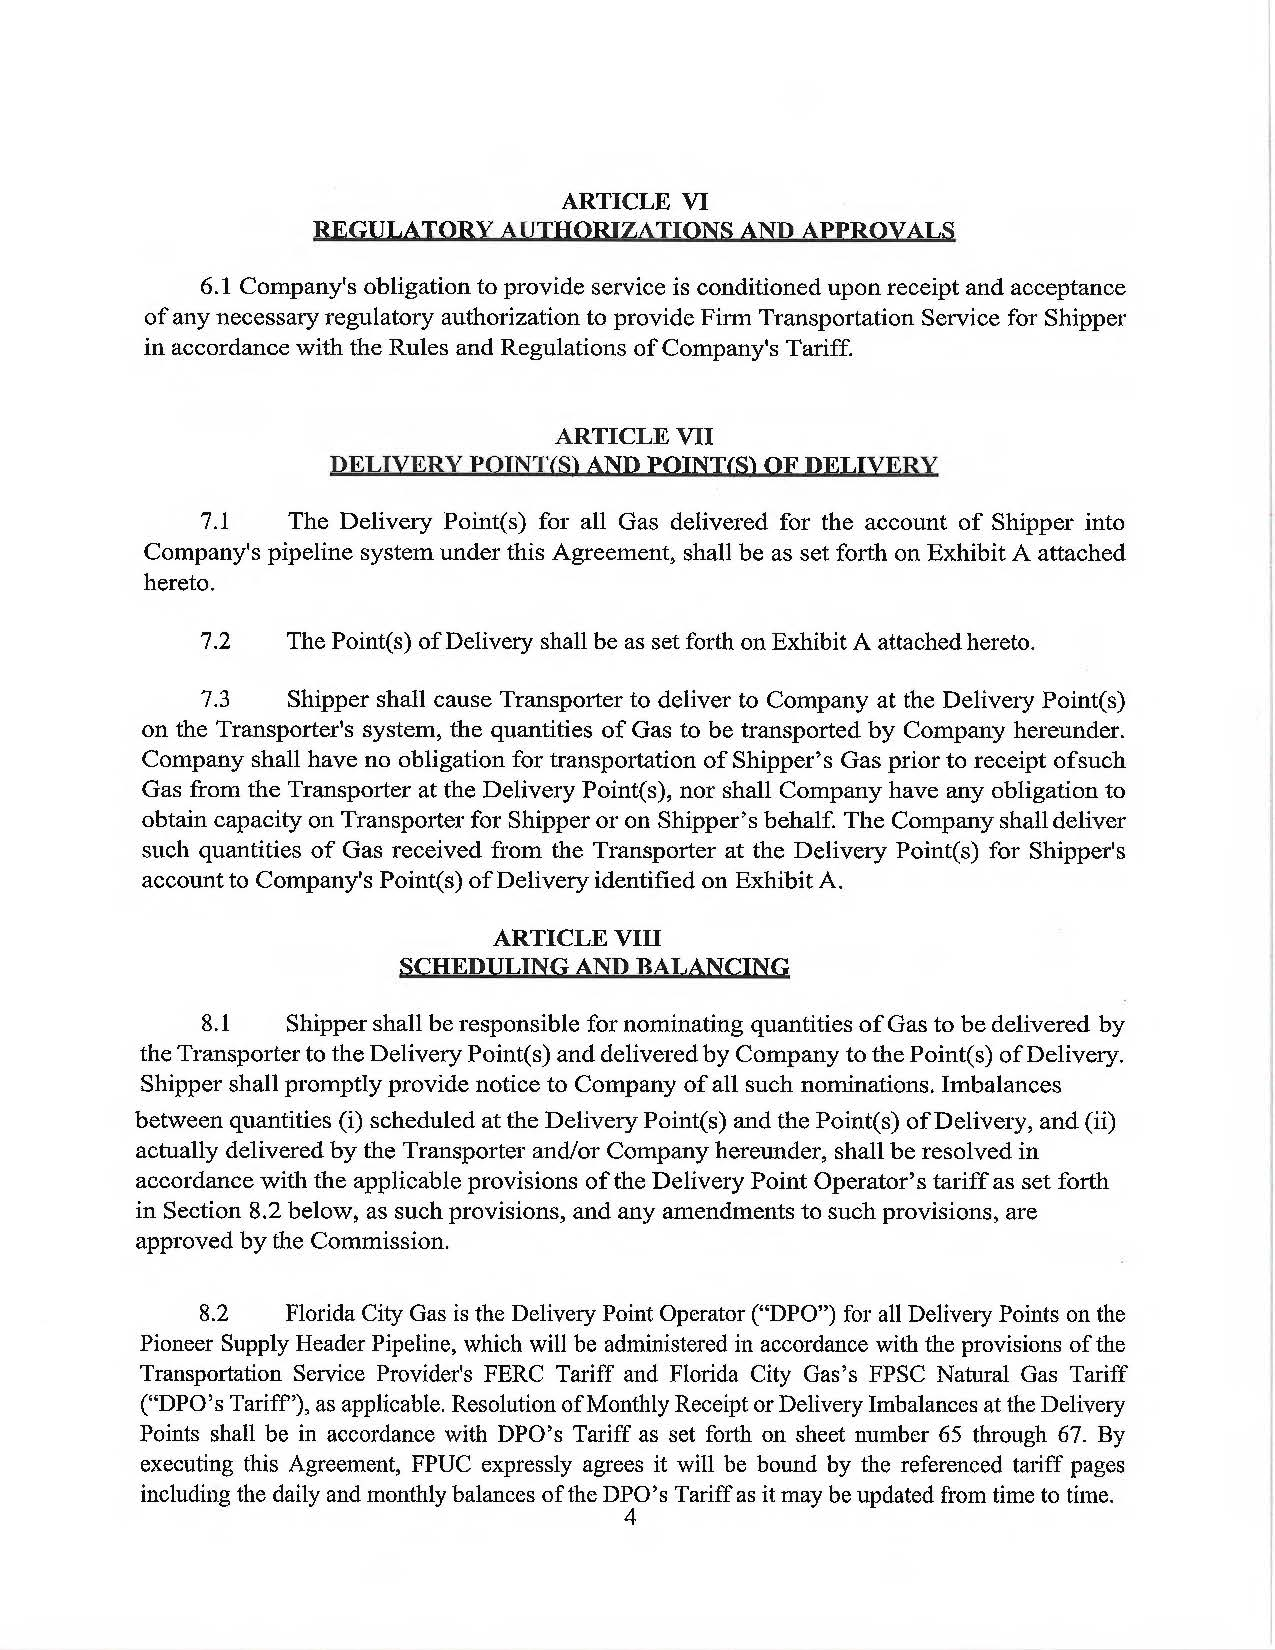 ARTICLE VI
REGULATORY AUTHORIZATIONS AND APPROVALS
6.1 Company's obligation to provide service is conditioned upon receipt and acceptance
of any necessary regulatory authorization to provide Firm Transportation Service for Shipper
in accordance with the Rules and Regulations of Company's Tariff.
ARTICLE VII
DELIVERY POINT(S) AND POINT(S) OF DELIVERY
7.1 The Delivery Point(s) for all Gas delivered for the account of Shipper into
Company's pipeline system under this Agreement, shall be as set forth on Exhibit A attached
hereto.
7.2 The Point(s) of Delivery shall be as set forth on Exhibit A attached hereto.
7.3 Shipper shall cause Transporter to deliver to Company at the Delivery Point(s)
on the Transporter's system, the quantities of Gas to be transported by Company hereunder.
Company shall have no obligation for transportation of Shipper’s Gas prior to receipt ofsuch
Gas from the Transporter at the Delivery Point(s), nor shall Company have any obligation to
obtain capacity on Transporter for Shipper or on Shipper’s behalf. The Company shall deliver
such quantities of Gas received from the Transporter at the Delivery Point(s) for Shipper's
account to Company's Point(s) of Delivery identified on Exhibit A.
ARTICLE VIII
SCHEDULING AND BALANCING
8.1 Shipper shall be responsible for nominating quantities of Gas to be delivered by
the Transporter to the Delivery Point(s) and delivered by Company to the Point(s) of Delivery.
Shipper shall promptly provide notice to Company of all such nominations. Imbalances
between quantities (i) scheduled at the Delivery Point(s) and the Point(s) of Delivery, and (ii)
actually delivered by the Transporter and/or Company hereunder, shall be resolved in
accordance with the applicable provisions of the Delivery Point Operator’s tariff as set forth
in Section 8.2 below, as such provisions, and any amendments to such provisions, are
approved by the Commission.
8.2 Florida City Gas is the Delivery Point Operator (“DPO”) for all Delivery Points on the
Pioneer Supply Header Pipeline, which will be administered in accordance with the provisions of the
Transportation Service Provider's FERC Tariff and Florida City Gas’s FPSC Natural Gas Tariff
(“DPO’s Tariff”), as applicable. Resolution of Monthly Receipt or Delivery Imbalances at the Delivery
Points shall be in accordance with DPO’s Tariff as set forth on sheet number 65 through 67. By
executing this Agreement, FPUC expressly agrees it will be bound by the referenced tariff pages
including the daily and monthly balances of the DPO’s Tariff as it may be updated from time to time.
4